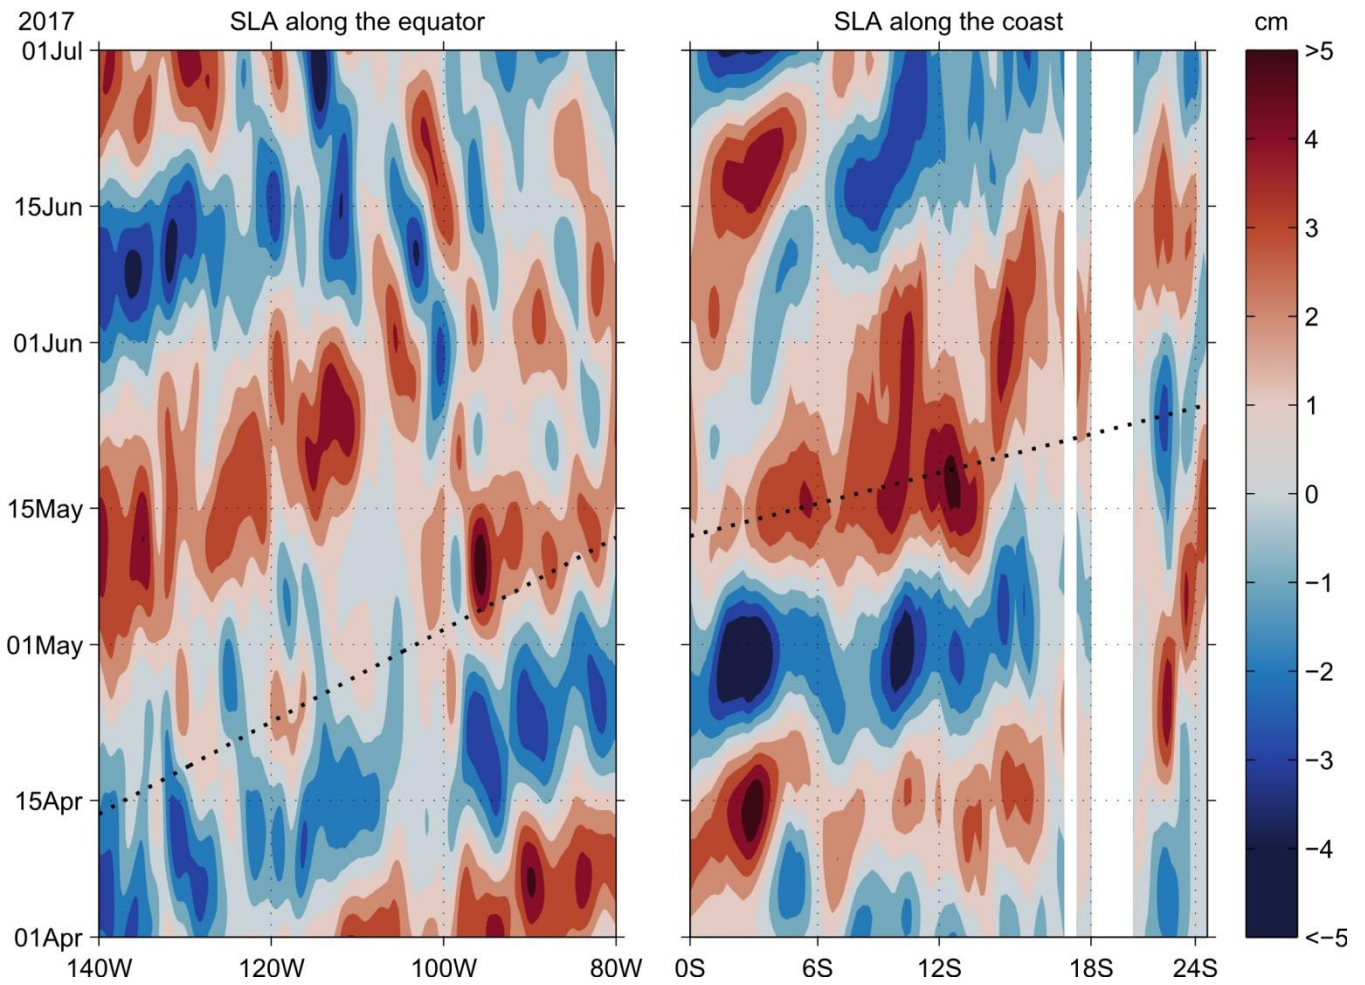 2017 SLA along the equator SLA along the coast cm
01Jul
15Jun
01Jun
15May
01May
15Apr
01Apr
140W 120W 100W 80W
0S 6S 12S 18S 24S
>5
4
3
2
1
0
−1
−2
−3
−4
<−5